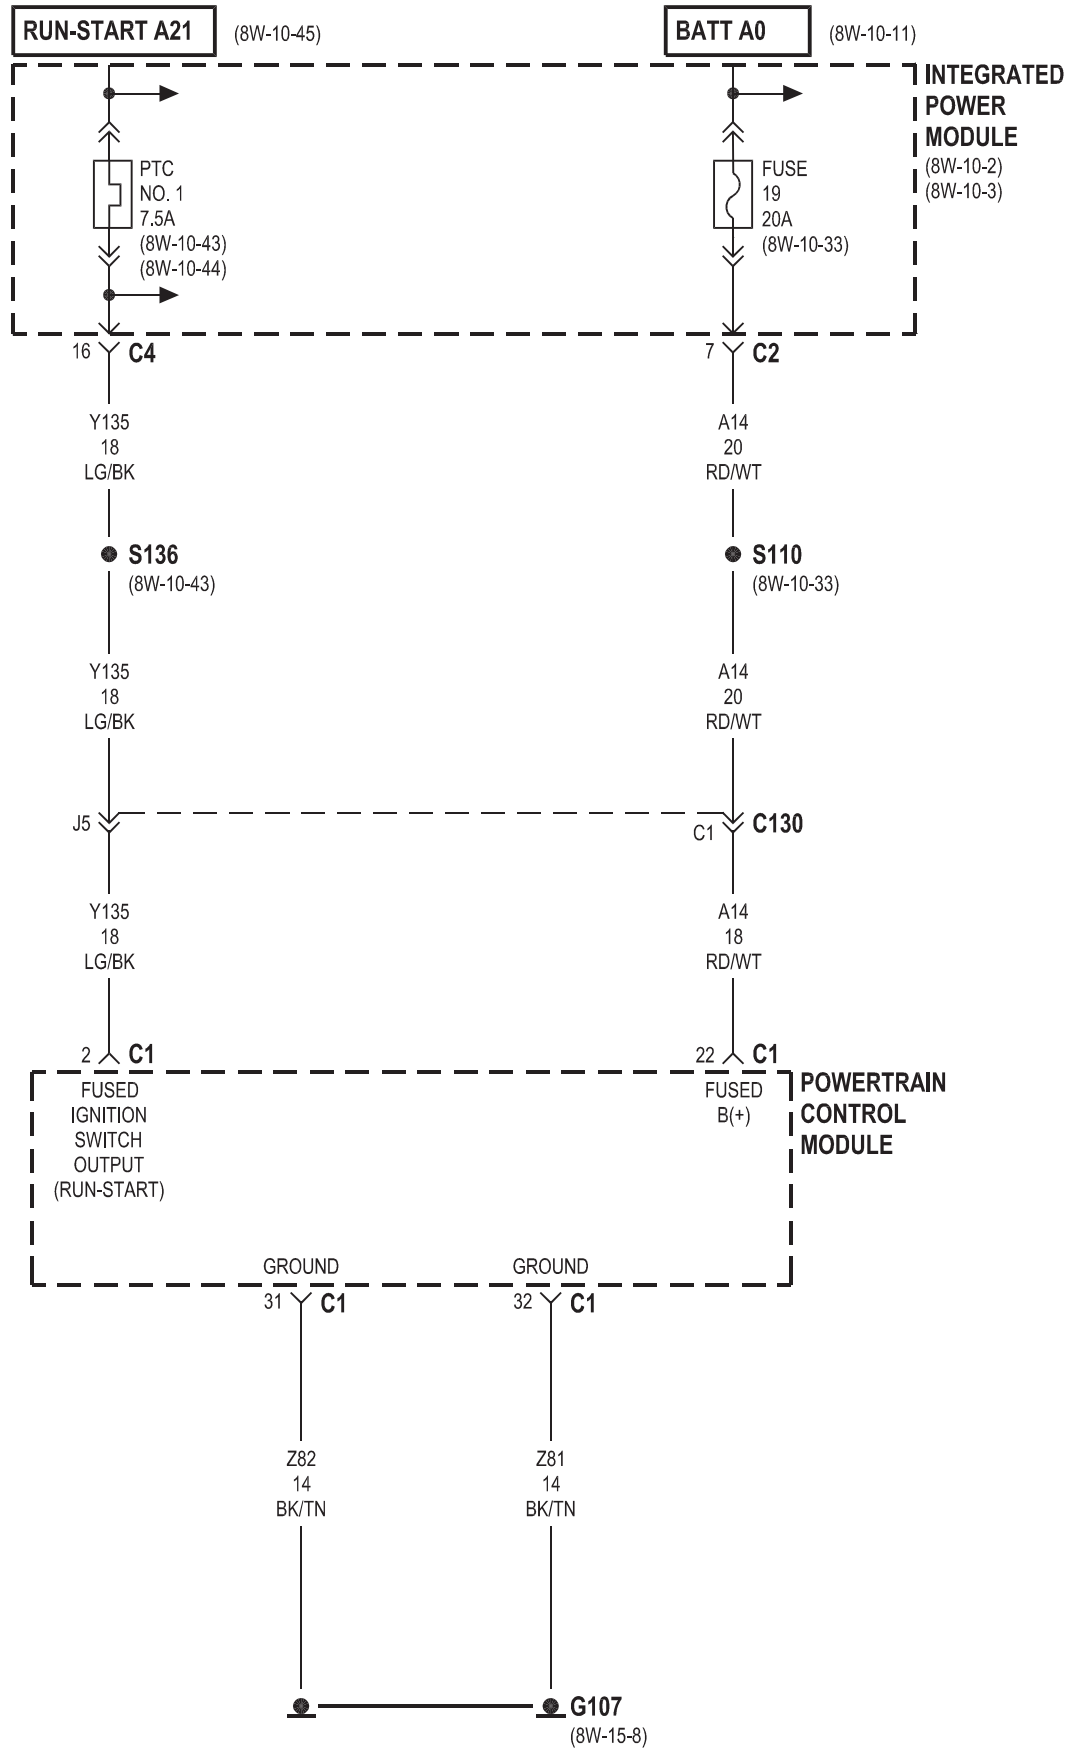 RUN-START A21 (8W-10-45)
BATT A0 (8W-10-11)
INTEGRATED
POWER
MODULE
(8W-10-2)
(8W-10-3)
PTC
NO. 1
7.5A
(8W-10-43)
(8W-10-44)
FUSE
19
20A
(8W-10-33)
16 C4
7 C2
Y135
18
LG/BK
A14
20
RD/WT
S136
(8W-10-43)
S110
(8W-10-33)
Y135
18
LG/BK
A14
20
RD/WT
J5
C1 C130
Y135
18
LG/BK
A14
18
RD/WT
2 C1
22 C1
FUSED
IGNITION
SWITCH
OUTPUT
(RUN-START)
FUSED
B(+)
POWERTRAIN
CONTROL
MODULE
GROUND
GROUND
31 C1
32 C1
Z82
14
BK/TN
Z81
14
BK/TN
G107
(8W-15-8)